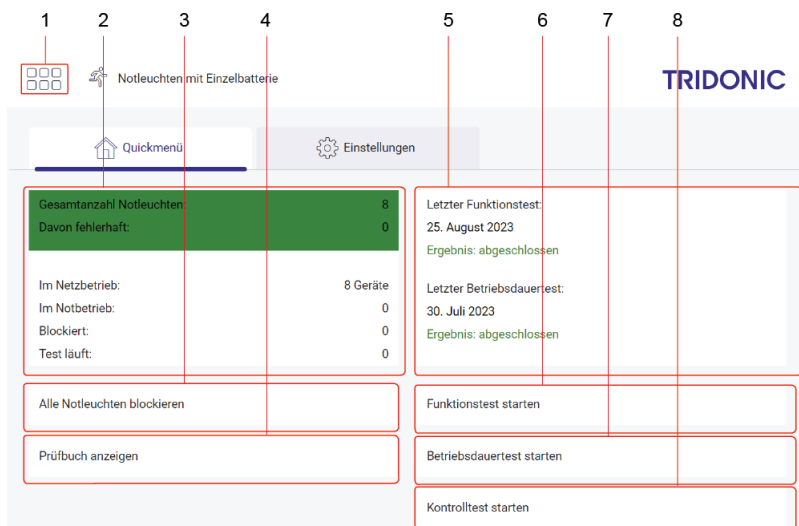 1 2 3 4 5 6 7 8
Notleuchten mit Einzelbatterie
TRIDONIC
Quickmenü
Einstellungen
Gesamtanzahl Notleuchten: 8
Davon fehlerhaft: 0
Im Netzbetrieb: 8 Geräte
Im Notbetrieb: 0
Blockiert: 0
Test läuft: 0
Letzter Funktionstest:
25. August 2023
Ergebnis: abgeschlossen
Letzter Betriebsdauertest:
30. Juli 2023
Ergebnis: abgeschlossen
Alle Notleuchten blockieren
Funktionstest starten
Prüfbuch anzeigen
Betriebsdauertest starten
Kontrolltest starten